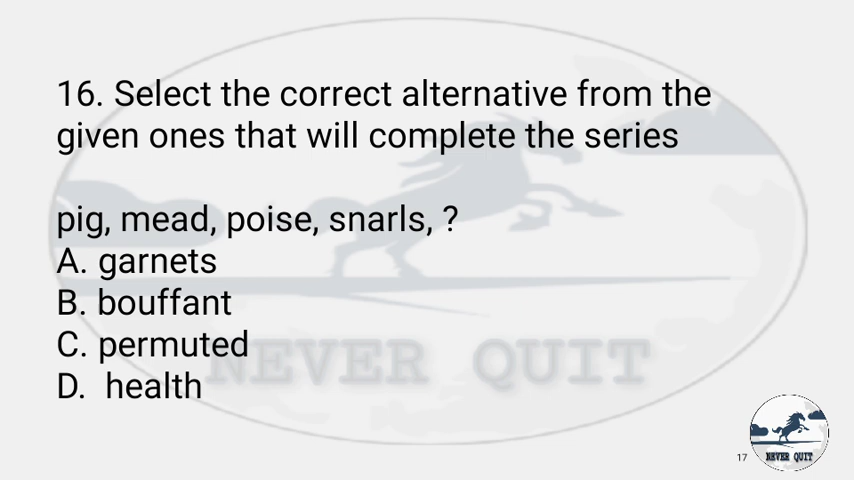 16. Select the correct alternative from the
given ones that will complete the series
pig, mead, poise, snarls, ?
A. garnets
B. bouffant
C. permuted
D. health
NEVER QUIT
NEVER QUIT
17